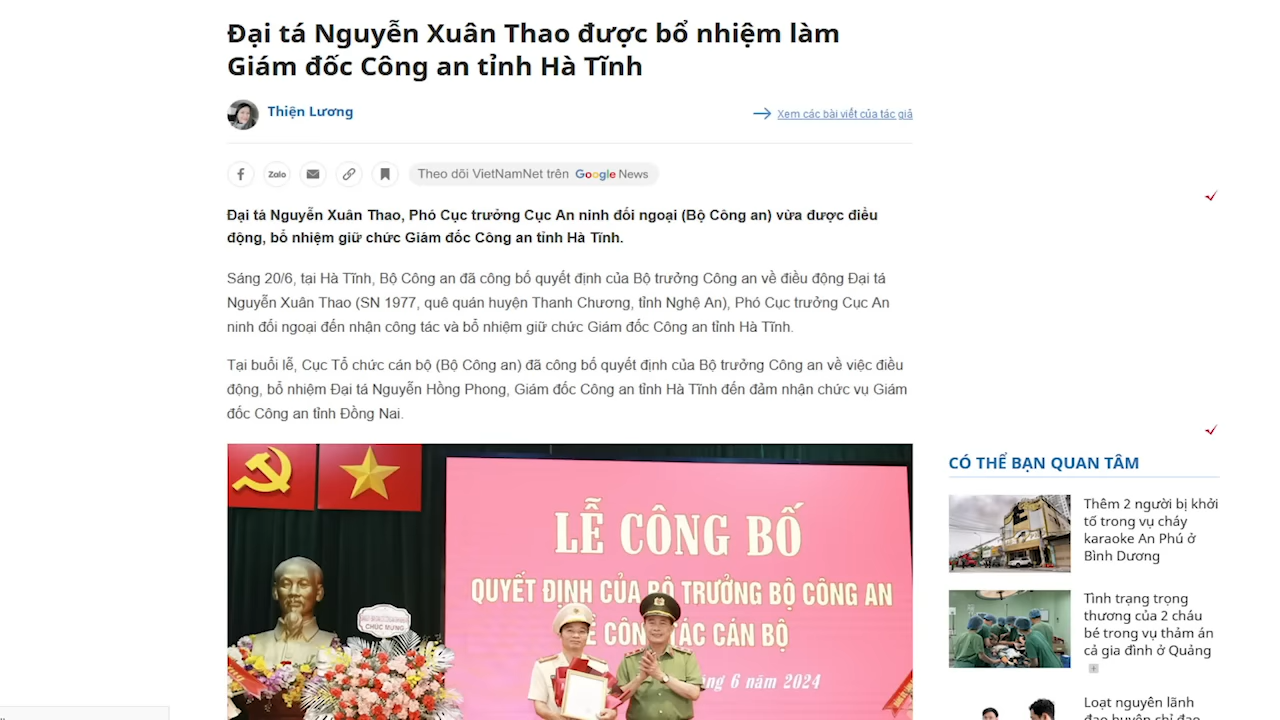 Đại tá Nguyễn Xuân Thao được bổ nhiệm làm
Giám đốc Công an tỉnh Hà Tĩnh
Thiện Lương
Xem các bài viết của tác giả
Zalo
Theo dõi VietNamNet trên Google News
Đại tá Nguyễn Xuân Thao, Phó Cục trưởng Cục An ninh đối ngoại (Bộ Công an) vừa được điều
động, bổ nhiệm giữ chức Giám đốc Công an tỉnh Hà Tĩnh.
Sáng 20/6, tại Hà Tĩnh, Bộ Công an đã công bố quyết định của Bộ trưởng Công an về điều động Đại tá
Nguyễn Xuân Thao (SN 1977, quê quán huyện Thanh Chương, tỉnh Nghệ An), Phó Cục trưởng Cục An
ninh đối ngoại đến nhận công tác và bổ nhiệm giữ chức Giám đốc Công an tỉnh Hà Tĩnh.
Tại buổi lễ, Cục Tổ chức cán bộ (Bộ Công an) đã công bố quyết định của Bộ trưởng Công an về việc điều
động, bổ nhiệm Đại tá Nguyễn Hồng Phong, Giám đốc Công an tỉnh Hà Tĩnh đến đảm nhận chức vụ Giám
đốc Công an tỉnh Đồng Nai.
LỄ CÔNG BỐ
QUYẾT ĐỊNH CỦA BỘ TRƯỞNG BỘ CÔNG AN
CÔNG TÁC CÁN BỘ
6 năm 2024
CHÚC MỪNG
CÓ THỂ BẠN QUAN TÂM
Thêm 2 người bị khởi
tố trong vụ cháy
karaoke An Phú ở
Bình Dương
Tình trạng trọng
thương của 2 cháu
bé trong vụ thảm án
cả gia đình ở Quảng
Loạt nguyên lãnh
đạo huyện chỉ đạo